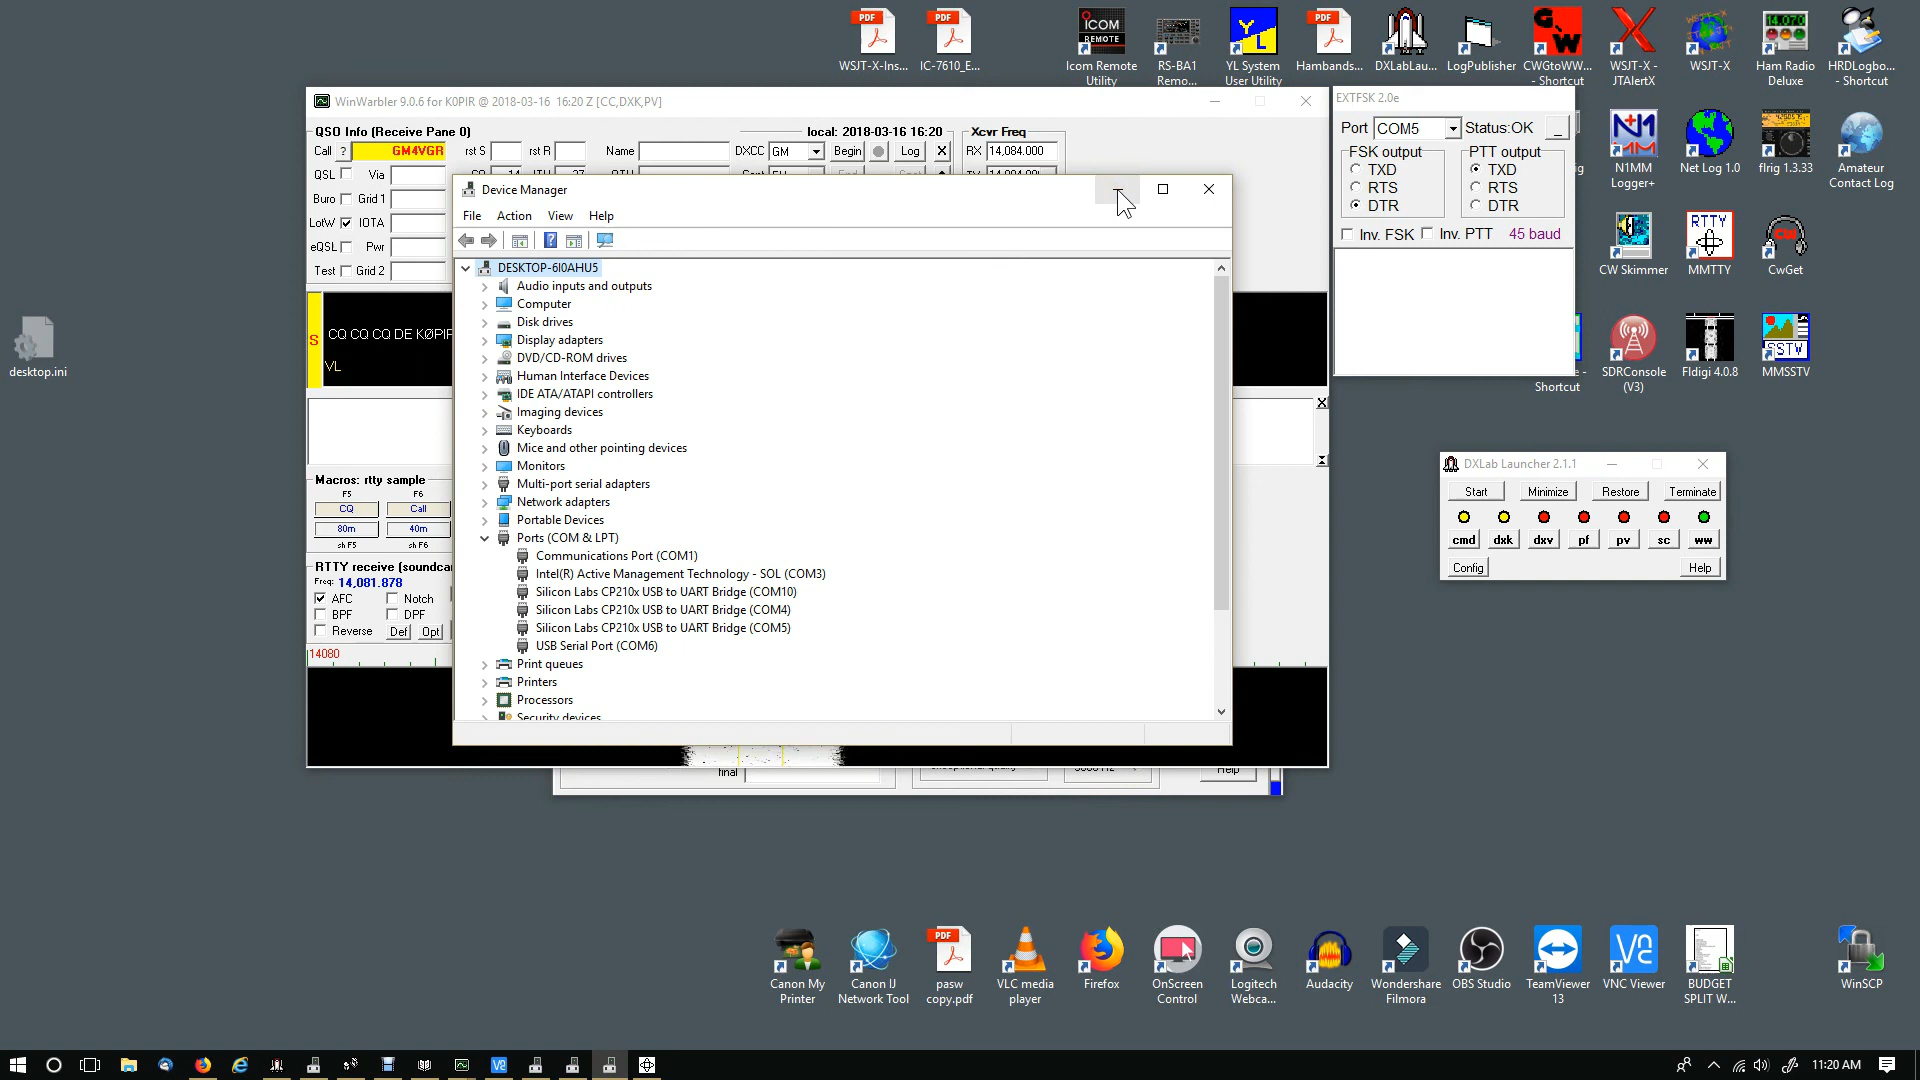 WSJT-X-Ins...
IC-7610_E...
ICOM
REMOTE
Icom Remote
Utility
RS-BA1
Remo...
YL System
User Utility
Hambands...
DXLabLau...
LogPublisher
CWGtoWW...
- Shortcut
WSJT-X -
JTAlertX
WSJT-X
14,070
Ham Radio
Deluxe
HRDLogbo...
- Shortcut
WinWarbler 9.0.6 for K0PIR @ 2018-03-16 16:20 Z [CC,DXK,PV]
QSO Info (Receive Pane 0)
local: 2018-03-16 16:20
Xcvr Freq
Call ? GM4VGR rst S rst R Name DXCC GM Begin Log X RX 14,084.000
QSL Via
Buro Grid 1
LotW IOTA
eQSL Pwr
Test Grid 2
S
CQ CQ CQ DE KØPIR
VL
Macros: rtty sample
F5 F6
CQ Call
80m 40m
sh F5 sh F6
RTTY receive (soundcar
Freq: 14,081.878
AFC Notch
BPF DPF
Reverse Def Opt
14080
Device Manager
File Action View Help
DESKTOP-6I0AHU5
Audio inputs and outputs
Computer
Disk drives
Display adapters
DVD/CD-ROM drives
Human Interface Devices
IDE ATA/ATAPI controllers
Imaging devices
Keyboards
Mice and other pointing devices
Monitors
Multi-port serial adapters
Network adapters
Portable Devices
Ports (COM & LPT)
Communications Port (COM1)
Intel(R) Active Management Technology - SOL (COM3)
Silicon Labs CP210x USB to UART Bridge (COM10)
Silicon Labs CP210x USB to UART Bridge (COM4)
Silicon Labs CP210x USB to UART Bridge (COM5)
USB Serial Port (COM6)
Print queues
Printers
Processors
Security devices
final
Help
EXTFSK 2.0e
Port COM5 Status:OK _
FSK output PTT output
TXD TXD
RTS RTS
DTR DTR
Inv. FSK Inv. PTT 45 baud
N1MM
Logger+
Net Log 1.0
flrig 1.3.33
Amateur
Contact Log
CW Skimmer
RTTY
MMTTY
CW
CwGet
Shortcut
SDRConsole
(V3)
Fldigi 4.0.8
SSTV
MMSSTV
desktop.ini
DXLab Launcher 2.1.1
Start Minimize Restore Terminate
cmd dxk dxv pf pv sc ww
Config Help
Canon My
Printer
Canon IJ
Network Tool
PDF
pasw
copy.pdf
VLC media
player
Firefox
OnScreen
Control
Logitech
Webca...
Audacity
Wondershare
Filmora
OBS Studio
TeamViewer
13
VNC Viewer
BUDGET
SPLIT W...
WinSCP
11:20 AM